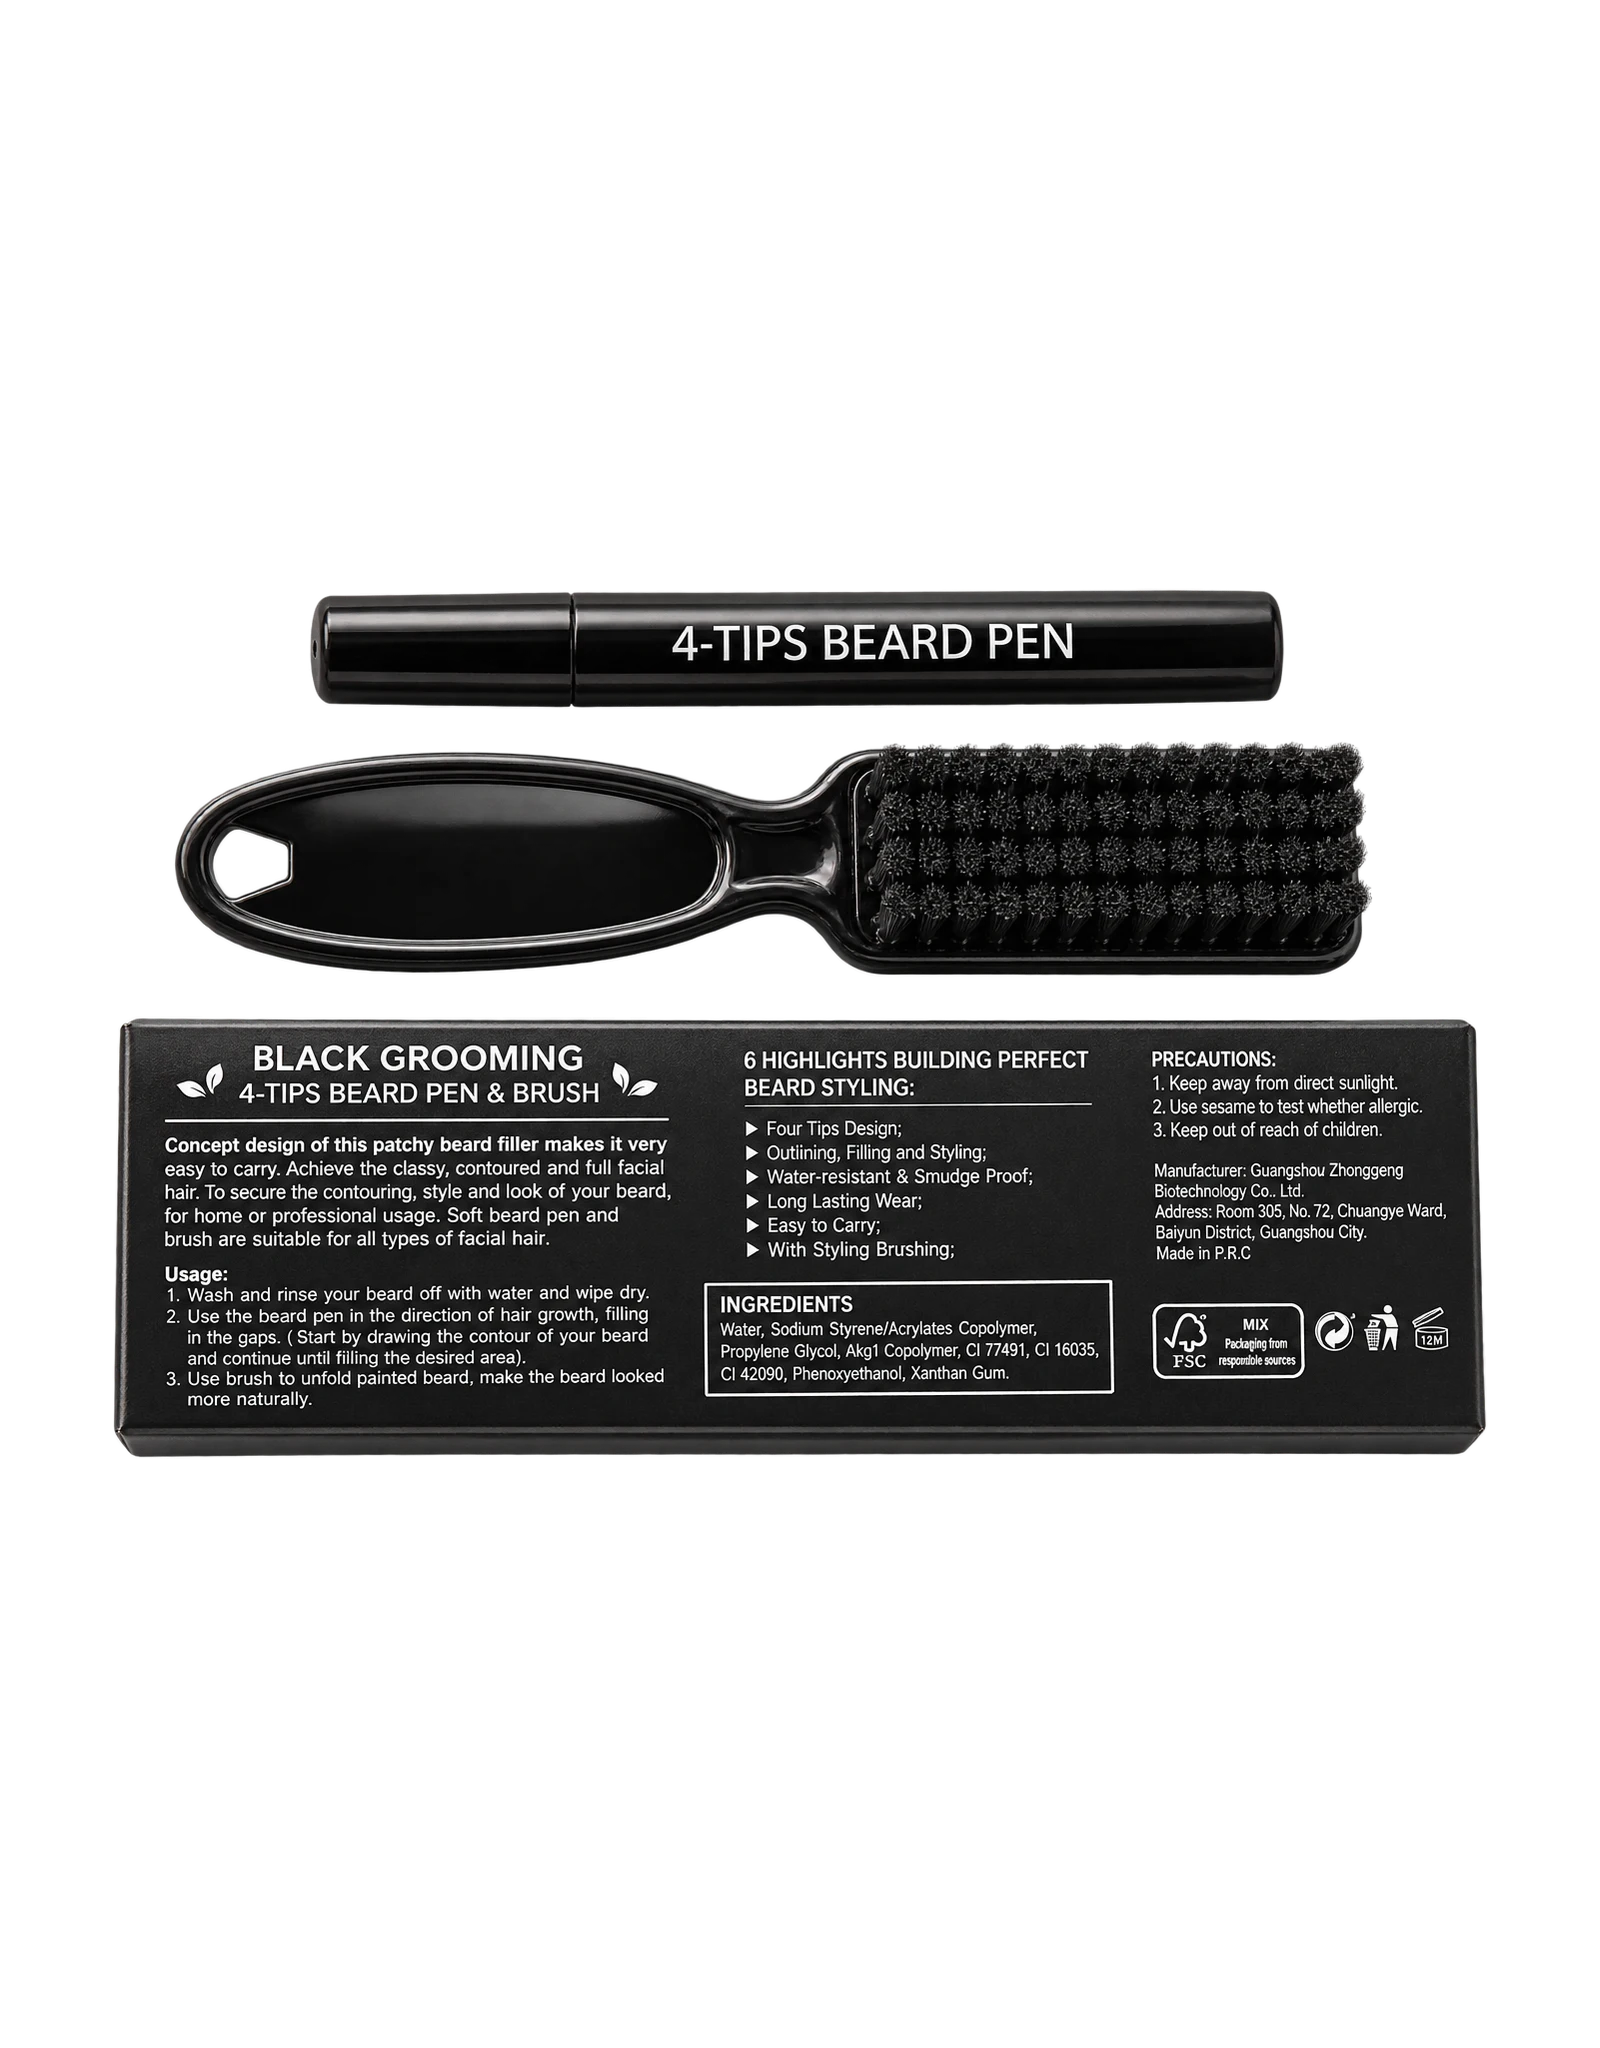 4-TIPS BEARD PEN
BLACK GROOMING
4-TIPS BEARD PEN & BRUSH
Concept design of this patchy beard filler makes it very
easy to carry. Achieve the classy, contoured and full facial
hair. To secure the contouring, style and look of your beard,
for home or professional usage. Soft beard pen and
brush are suitable for all types of facial hair.
Usage:
1. Wash and rinse your beard off with water and wipe dry.
2. Use the beard pen in the direction of hair growth, filling
in the gaps. ( Start by drawing the contour of your beard
and continue until filling the desired area).
3. Use brush to unfold painted beard, make the beard looked
more naturally.
6 HIGHLIGHTS BUILDING PERFECT
BEARD STYLING:
▶ Four Tips Design;
▶ Outlining, Filling and Styling;
▶ Water-resistant & Smudge Proof;
▶ Long Lasting Wear;
▶ Easy to Carry;
▶ With Styling Brushing;
INGREDIENTS
Water, Sodium Styrene/Acrylates Copolymer,
Propylene Glycol, Akg1 Copolymer, CI 77491, CI 16035,
CI 42090, Phenoxyethanol, Xanthan Gum.
PRECAUTIONS:
1. Keep away from direct sunlight.
2. Use sesame to test whether allergic.
3. Keep out of reach of children.
Manufacturer: Guangshou Zhonggeng
Biotechnology Co.. Ltd.
Address: Room 305, No. 72, Chuangye Ward,
Baiyun District, Guangshou City.
Made in P.R.C
FSC
MIX
Packaging from
responsible sources
12M